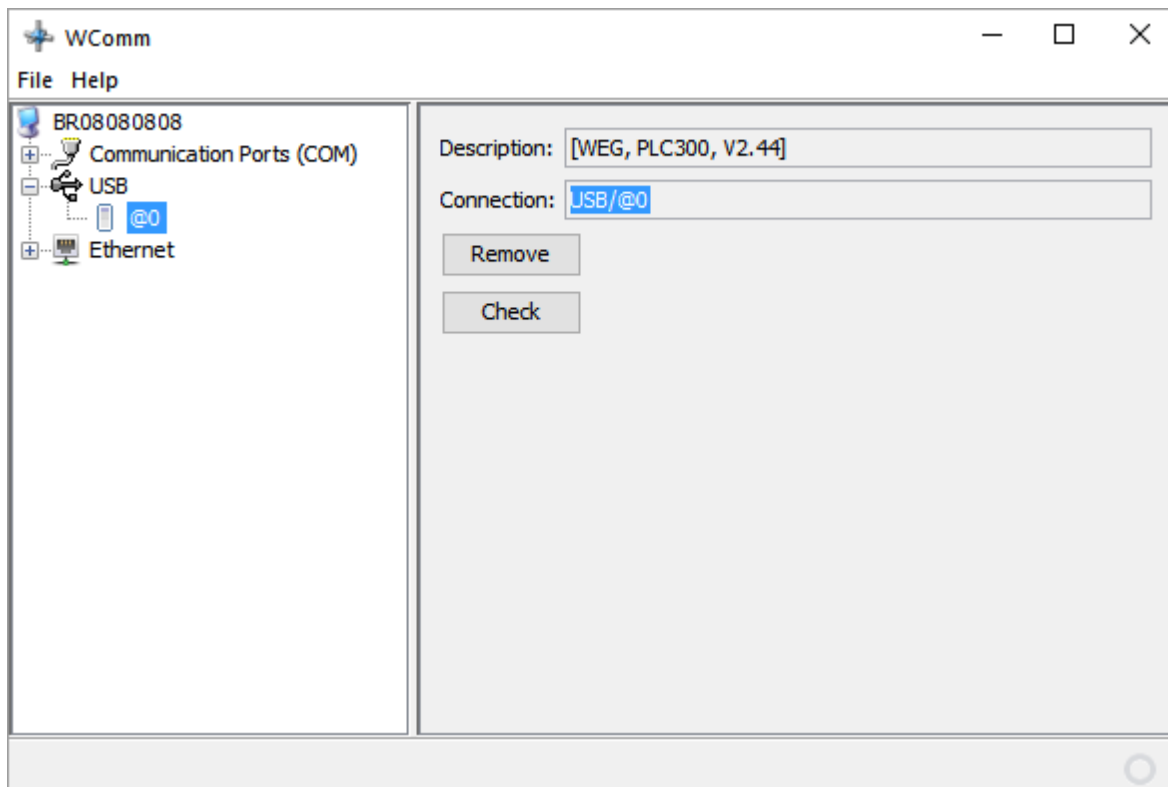 WComm
File Help
BR08080808
Communication Ports (COM)
USB
@0
Ethernet
Description: [WEG, PLC300, V2.44]
Connection: USB/@0
Remove
Check